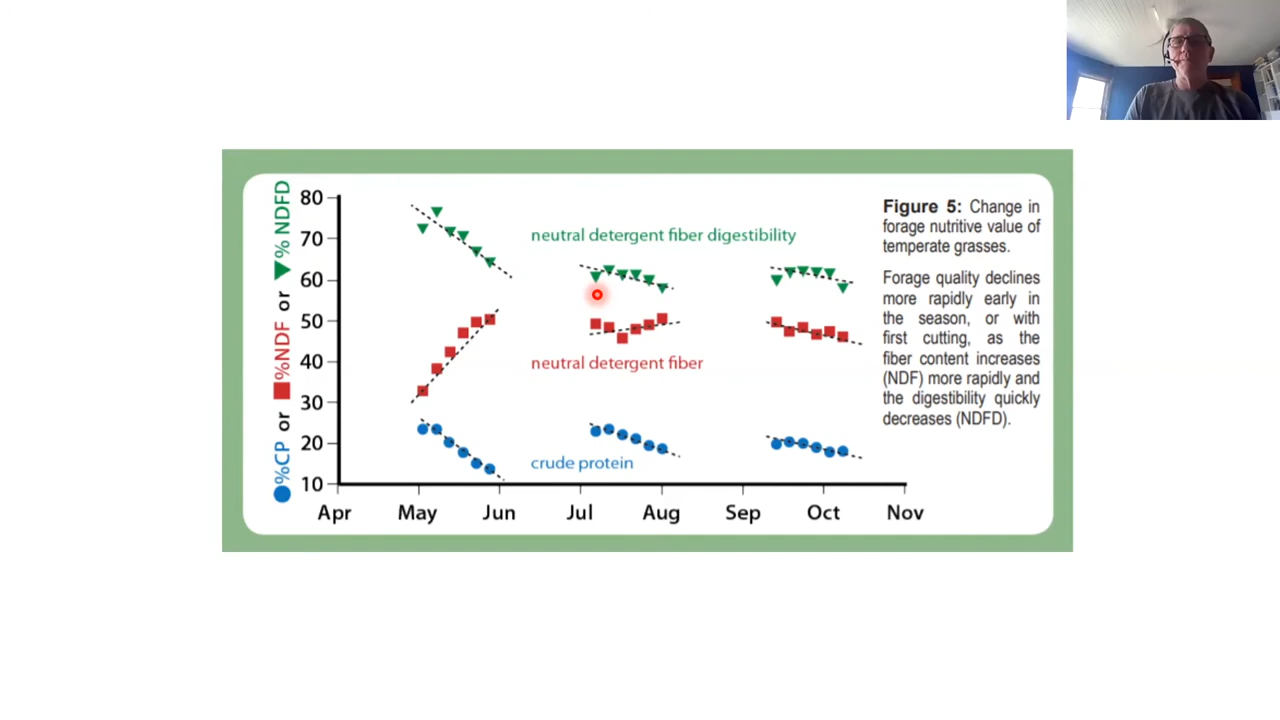 %CP or %NDF or % NDFD
80
70
60
50
40
30
20
10
Apr May Jun Jul Aug Sep Oct Nov
neutral detergent fiber digestibility
neutral detergent fiber
crude protein
Figure 5: Change in
forage nutritive value of
temperate grasses.
Forage quality declines
more rapidly early in
the season, or with
first cutting, as the
fiber content increases
(NDF) more rapidly and
the digestibility quickly
decreases (NDFD).